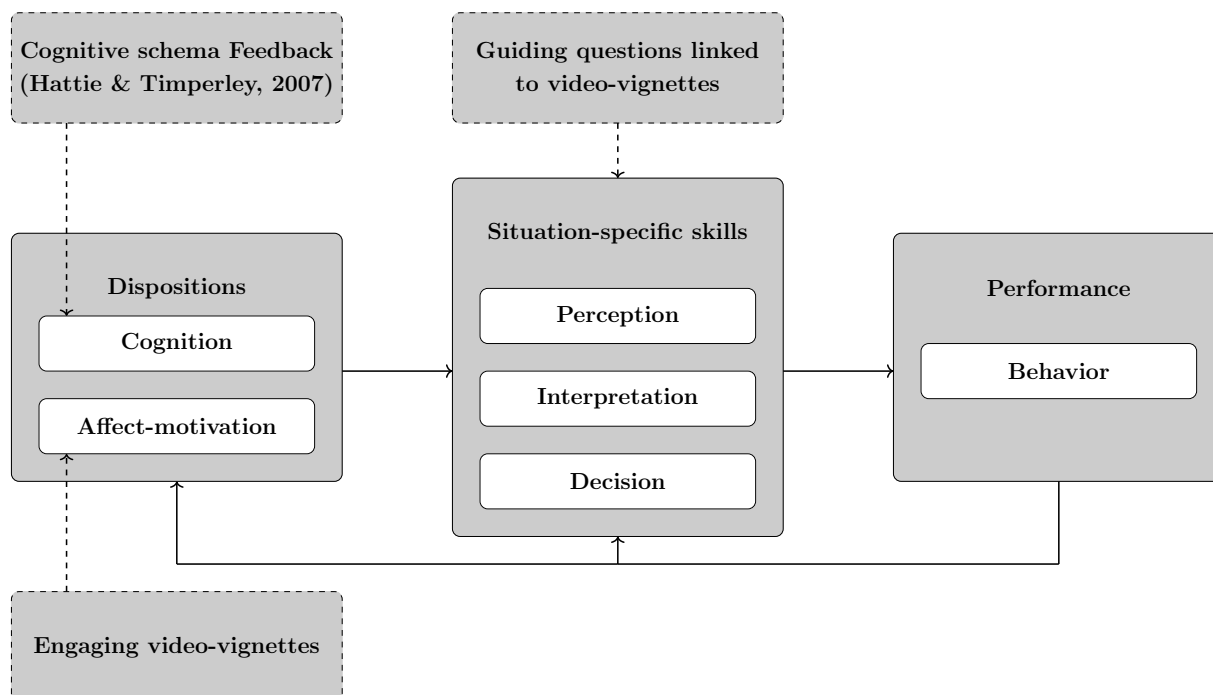 Cognitive schema Feedback
(Hattie & Timperley, 2007)
Guiding questions linked
to video-vignettes
Situation-specific skills
Dispositions
Performance
Perception
Cognition
Behavior
Interpretation
Affect-motivation
Decision
Engaging video-vignettes